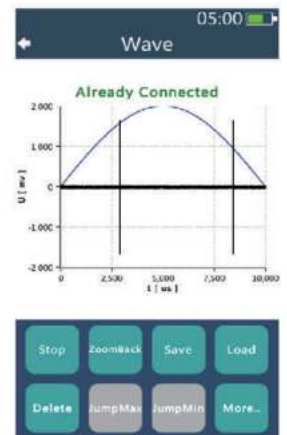 05:00
Wave
Already Connected
2 000
1 000
0
-1.000
-2 000
U [ mv ]
0 2,500 5,000 7,500 10,000
t [ us ]
Stop ZoomBack Save Load
Delete JumpMax JumpMin More..